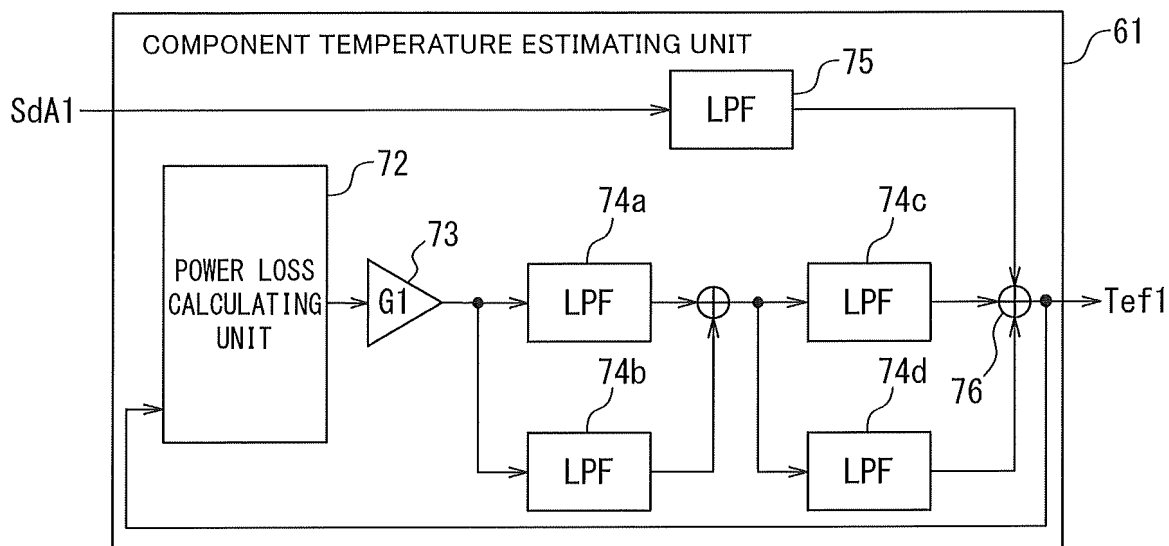 COMPONENT TEMPERATURE ESTIMATING UNIT
61
75
SdA1
LPF
72
74a
74c
73
POWER LOSS
CALCULATING
UNIT
G1
LPF
LPF
Tef1
74b
74d
76
LPF
LPF